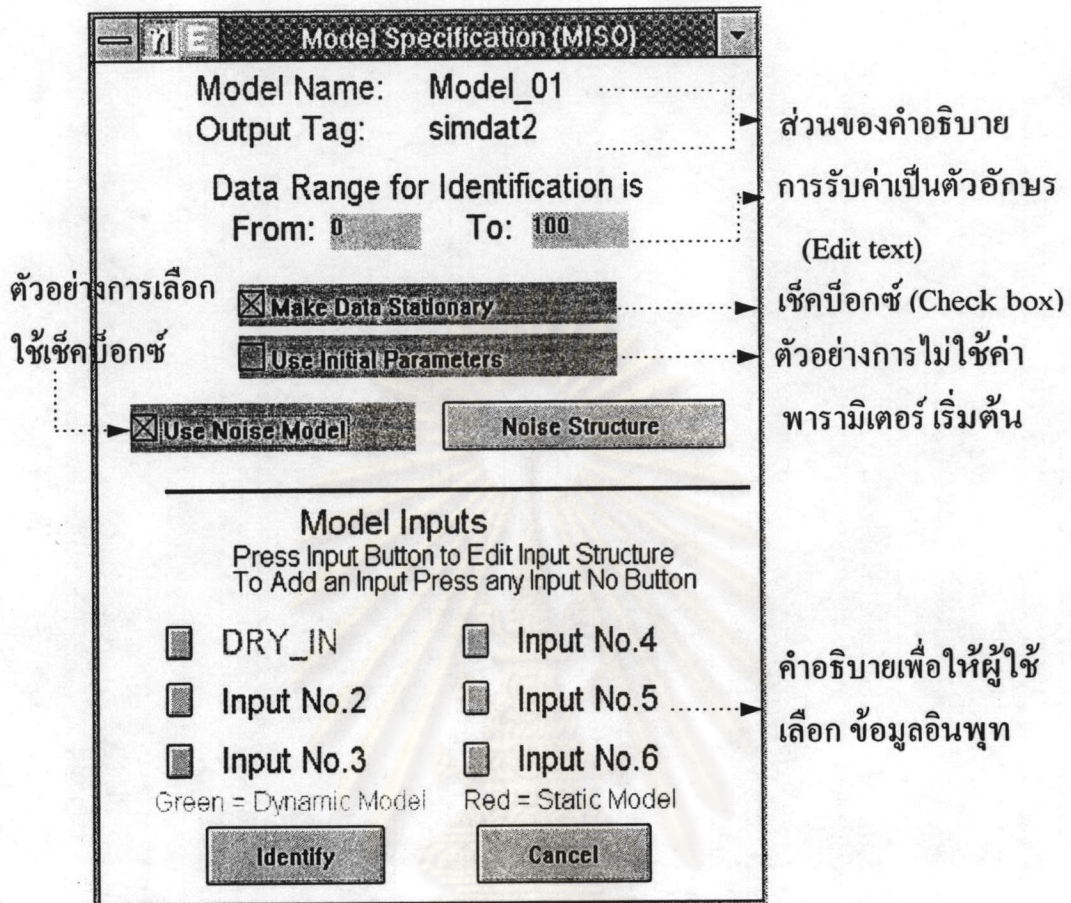 Model Specification (MISO)
Model Name: Model_01
Output Tag: simdat2
ส่วนของคำอธิบาย
Data Range for Identification is
From: 0 To: 100
การรับค่าเป็นตัวอักษร
(Edit text)
ตัวอย่างการเลือก
ใช้เช็คบ็อกซ์
Make Data Stationary
เช็คบ็อกซ์ (Check box)
Use Initial Parameters
ตัวอย่างการไม่ใช้ค่า
พารามิเตอร์ เริ่มต้น
Use Noise Model
Noise Structure
Model Inputs
Press Input Button to Edit Input Structure
To Add an Input Press any Input No Button
DRY_IN
Input No.4
Input No.2
Input No.5
Input No.3
Input No.6
คำอธิบายเพื่อให้ผู้ใช้
เลือก ข้อมูลอินพุท
Green = Dynamic Model
Red = Static Model
Identify
Cancel